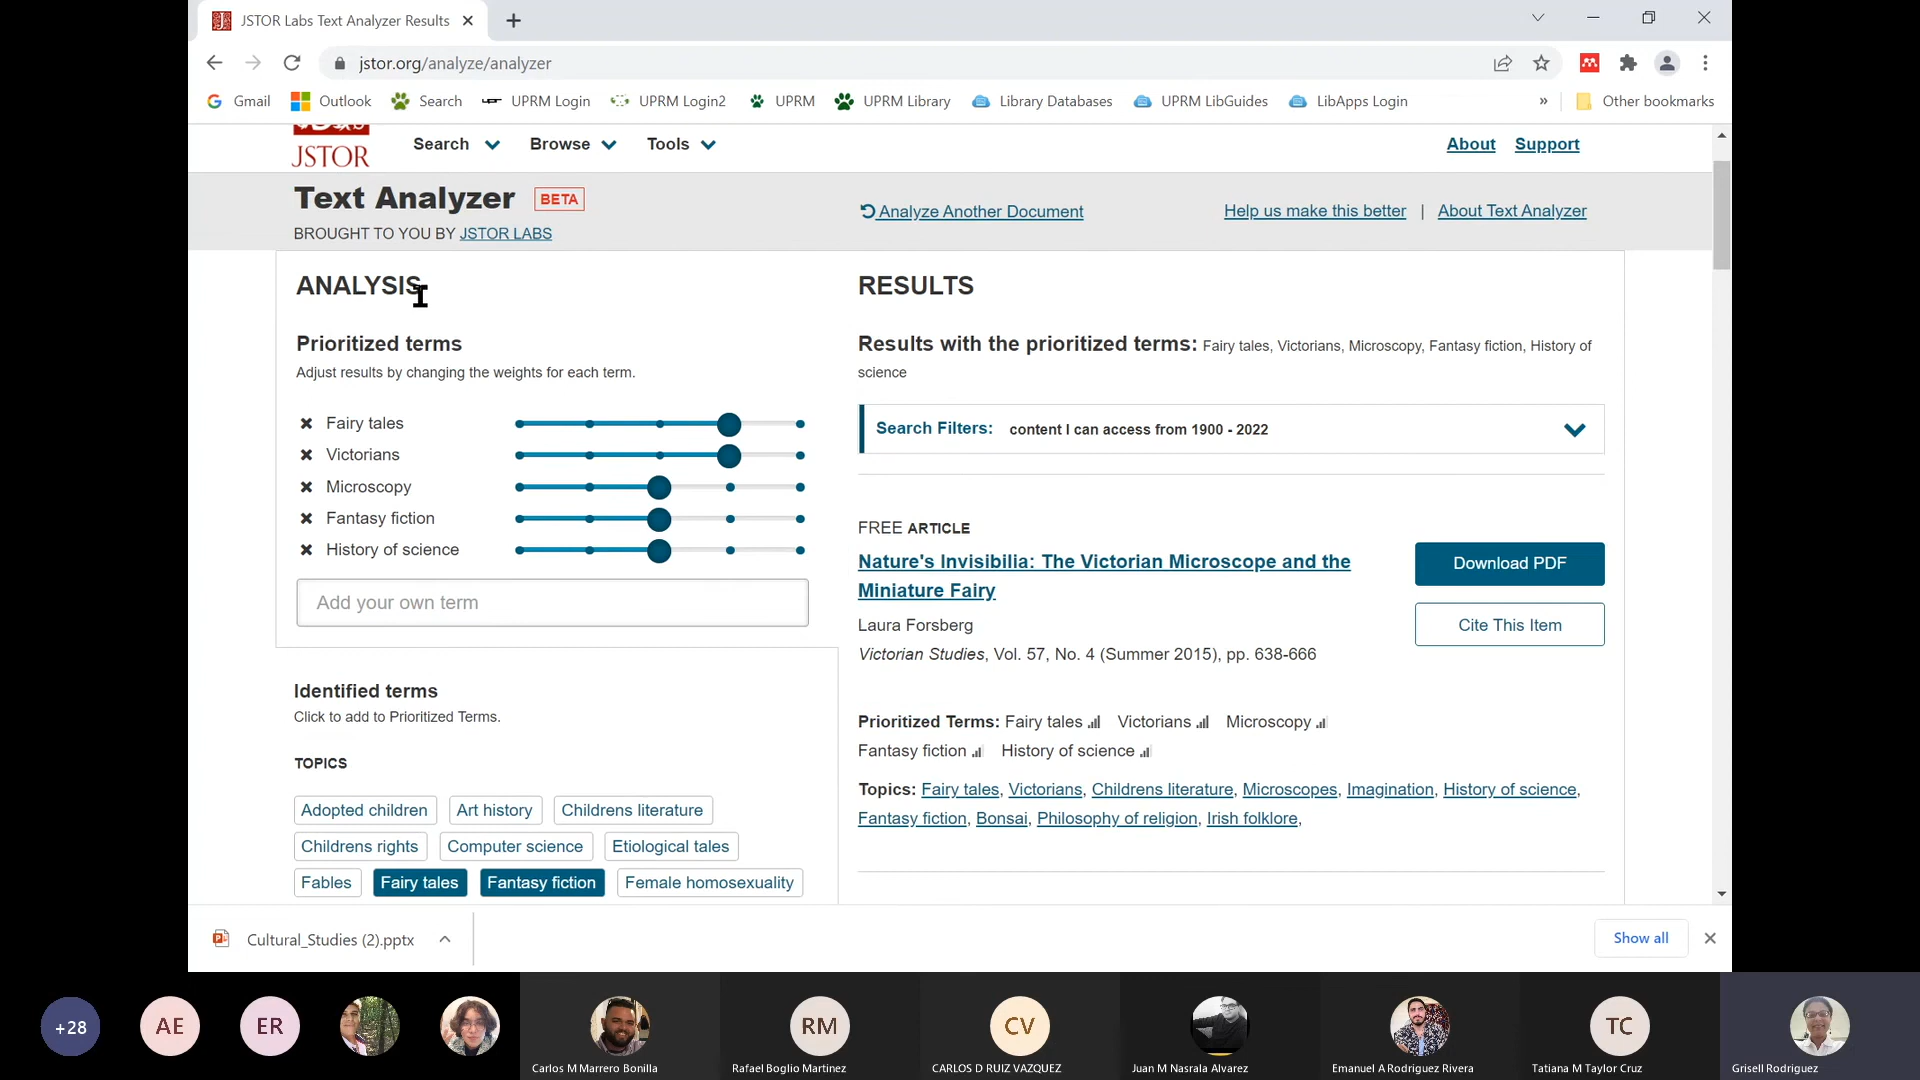 JSTOR Labs Text Analyzer Results
jstor.org/analyze/analyzer
Gmail Outlook Search UPRM Login UPRM Login2 UPRM UPRM Library Library Databases UPRM LibGuides LibApps Login » Other bookmarks
JSTOR Search Browse Tools About Support
Text Analyzer BETA
BROUGHT TO YOU BY JSTOR LABS
Analyze Another Document
Help us make this better | About Text Analyzer
ANALYSIS
Prioritized terms
Adjust results by changing the weights for each term.
Fairy tales
Victorians
Microscopy
Fantasy fiction
History of science
Add your own term
Identified terms
Click to add to Prioritized Terms.
TOPICS
Adopted children Art history Childrens literature
Childrens rights Computer science Etiological tales
Fables Fairy tales Fantasy fiction Female homosexuality
RESULTS
Results with the prioritized terms: Fairy tales, Victorians, Microscopy, Fantasy fiction, History of
science
Search Filters: content I can access from 1900 - 2022
FREE ARTICLE
Nature's Invisibilia: The Victorian Microscope and the
Miniature Fairy
Laura Forsberg
Victorian Studies, Vol. 57, No. 4 (Summer 2015), pp. 638-666
Download PDF
Cite This Item
Prioritized Terms: Fairy tales Victorians Microscopy
Fantasy fiction History of science
Topics: Fairy tales, Victorians, Childrens literature, Microscopes, Imagination, History of science,
Fantasy fiction, Bonsai, Philosophy of religion, Irish folklore,
Cultural_Studies (2).pptx
Show all
+28 AE ER RM CV TC
Carlos M Marrero Bonilla Rafael Boglio Martinez CARLOS D RUIZ VAZQUEZ Juan M Nasrala Alvarez Emanuel A Rodriguez Rivera Tatiana M Taylor Cruz Grisell Rodriguez